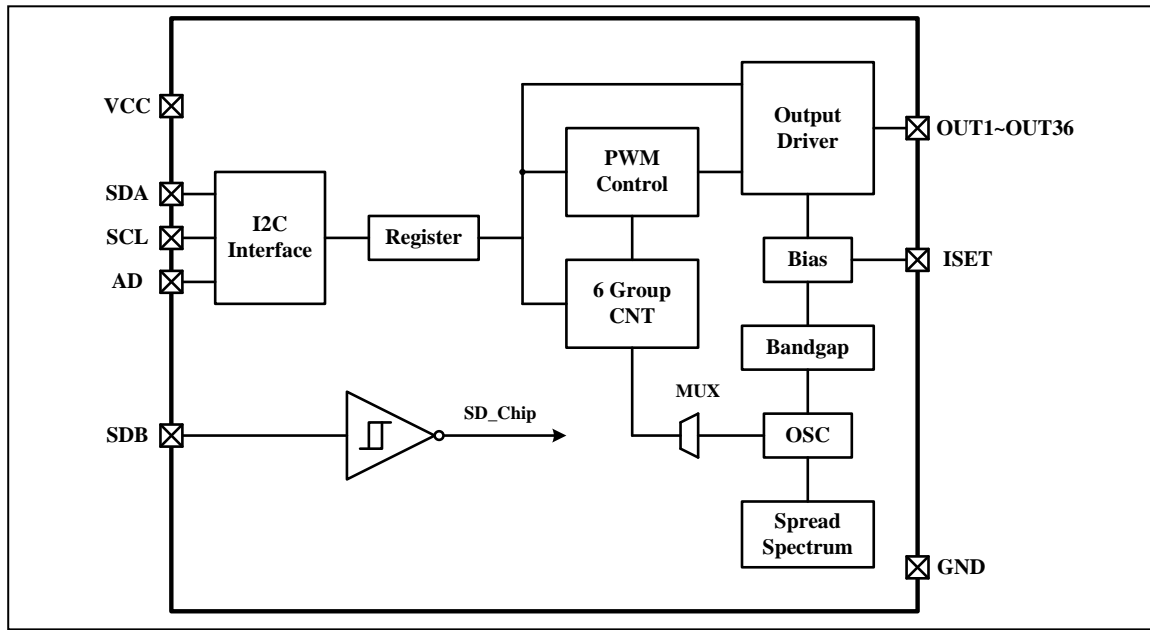 VCC
SDA
SCL
AD
SDB
I2C
Interface
Register
SD_Chip
PWM
Control
6 Group
CNT
MUX
Output
Driver
Bias
Bandgap
OSC
Spread
Spectrum
OUT1~OUT36
ISET
GND